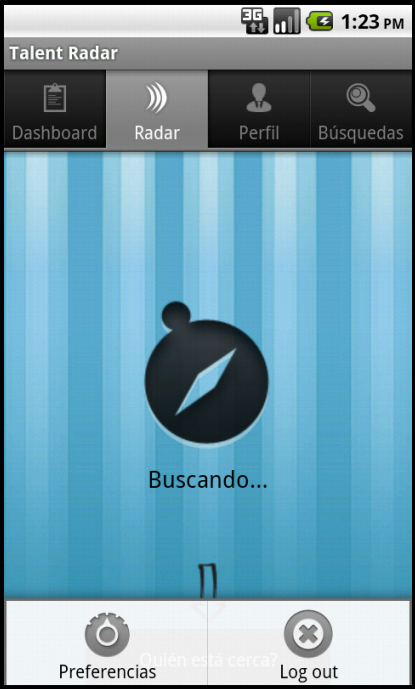 3G 1:23 PM
Talent Radar
Dashboard Radar Perfil Búsquedas
Buscando...
Quién está cerca?
Preferencias Log out